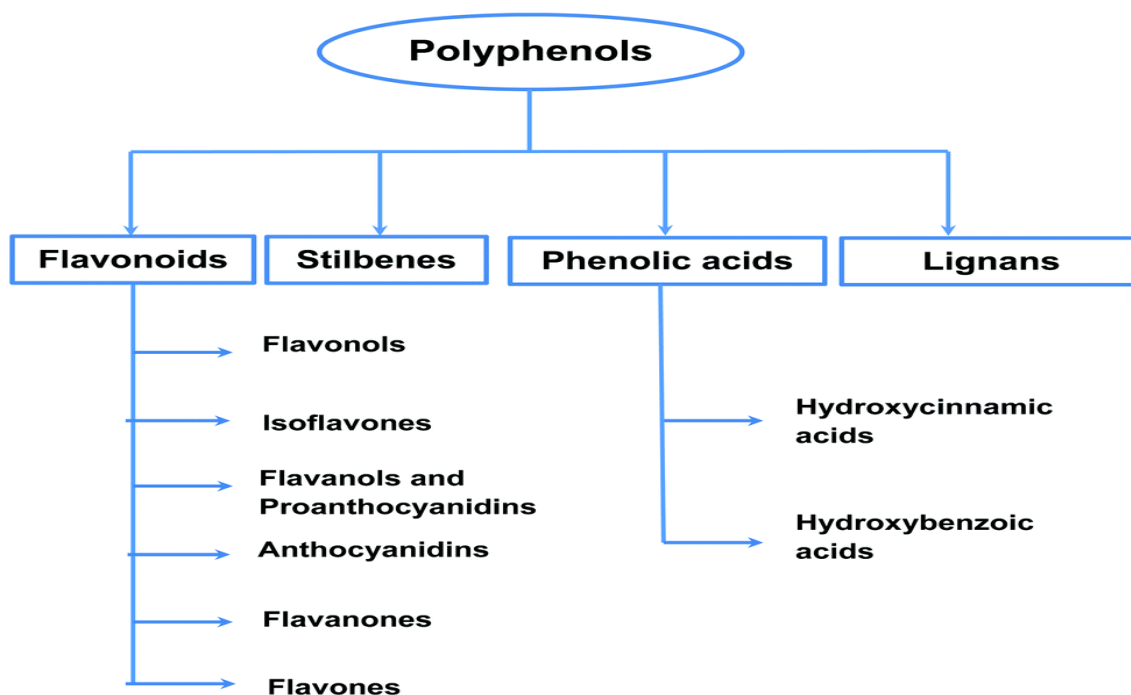 Polyphenols
Flavonoids
Stilbenes
Phenolic acids
Lignans
Flavonols
Isoflavones
Flavanols and
Proanthocyanidins
Anthocyanidins
Flavanones
Flavones
Hydroxycinnamic
acids
Hydroxybenzoic
acids